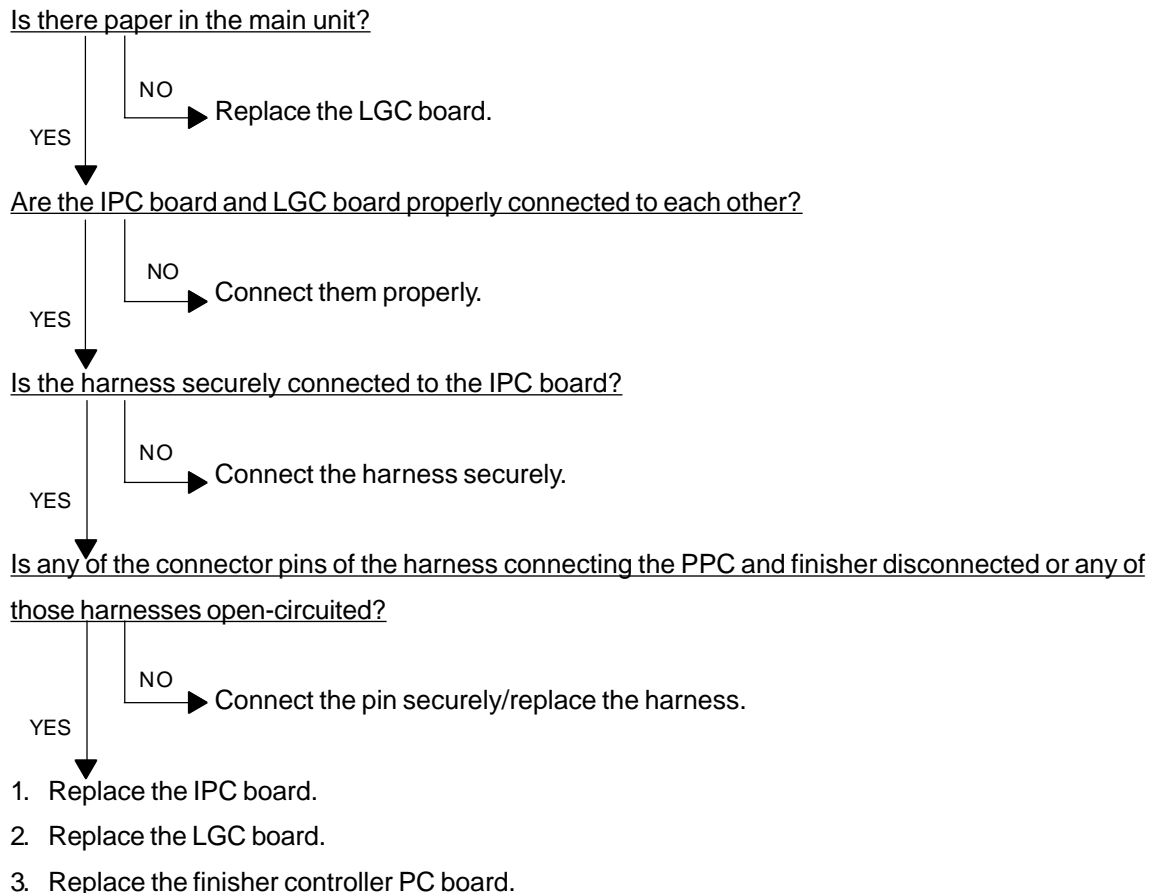 Is there paper in the main unit?
NO
Replace the LGC board.
YES
Are the IPC board and LGC board properly connected to each other?
NO
Connect them properly.
YES
Is the harness securely connected to the IPC board?
NO
Connect the harness securely.
YES
Is any of the connector pins of the harness connecting the PPC and finisher disconnected or any of
those harnesses open-circuited?
NO
Connect the pin securely/replace the harness.
YES
1. Replace the IPC board.
2. Replace the LGC board.
3. Replace the finisher controller PC board.